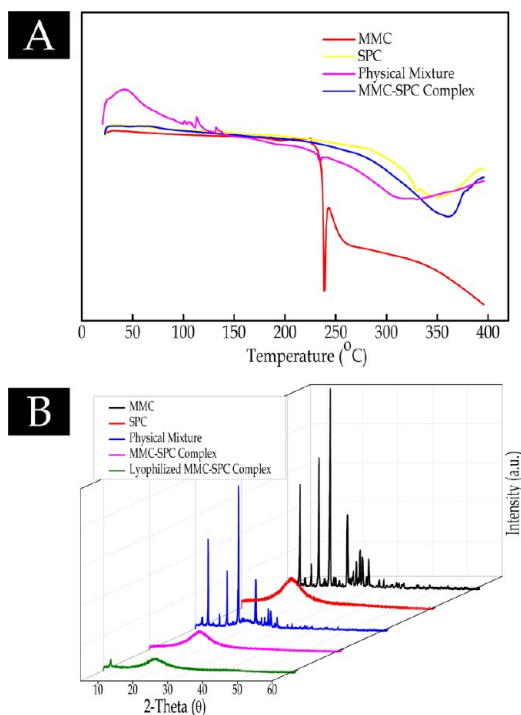 A
MMC
SPC
Physical Mixture
MMC-SPC Complex
0 50 100 150 200 250 300 350 400
Temperature (°C)
B
MMC
SPC
Physical Mixture
MMC-SPC Complex
Lyophilized MMC-SPC Complex
Intensity (a.u.)
10 20 30 40 50 60
2-Theta (θ)